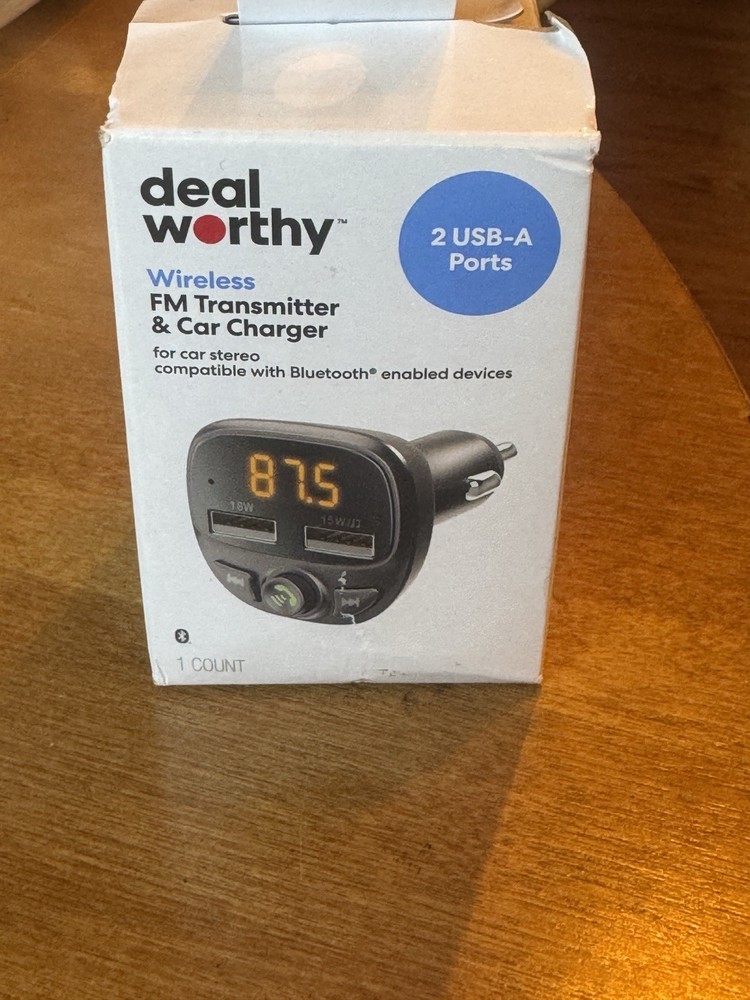 deal
worthy™
2 USB-A
Ports
Wireless
FM Transmitter
& Car Charger
for car stereo
compatible with Bluetooth® enabled devices
87.5
18W
15W/♫
1 COUNT